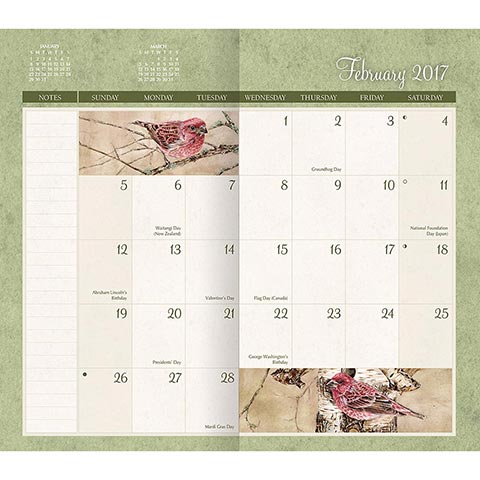 JANUARY
MARCH
February 2017
NOTES SUNDAY MONDAY TUESDAY WEDNESDAY THURSDAY FRIDAY SATURDAY
1 2 3 4
Groundhog Day
5 6 7 8 9 10 11
Waitangi Day
(New Zealand)
National Foundation
Day (Japan)
12 13 14 15 16 17 18
Abraham Lincoln's
Birthday
Valentine's Day
Flag Day (Canada)
19 20 21 22 23 24 25
Presidents' Day
George Washington's
Birthday
26 27 28
Mardi Gras Day